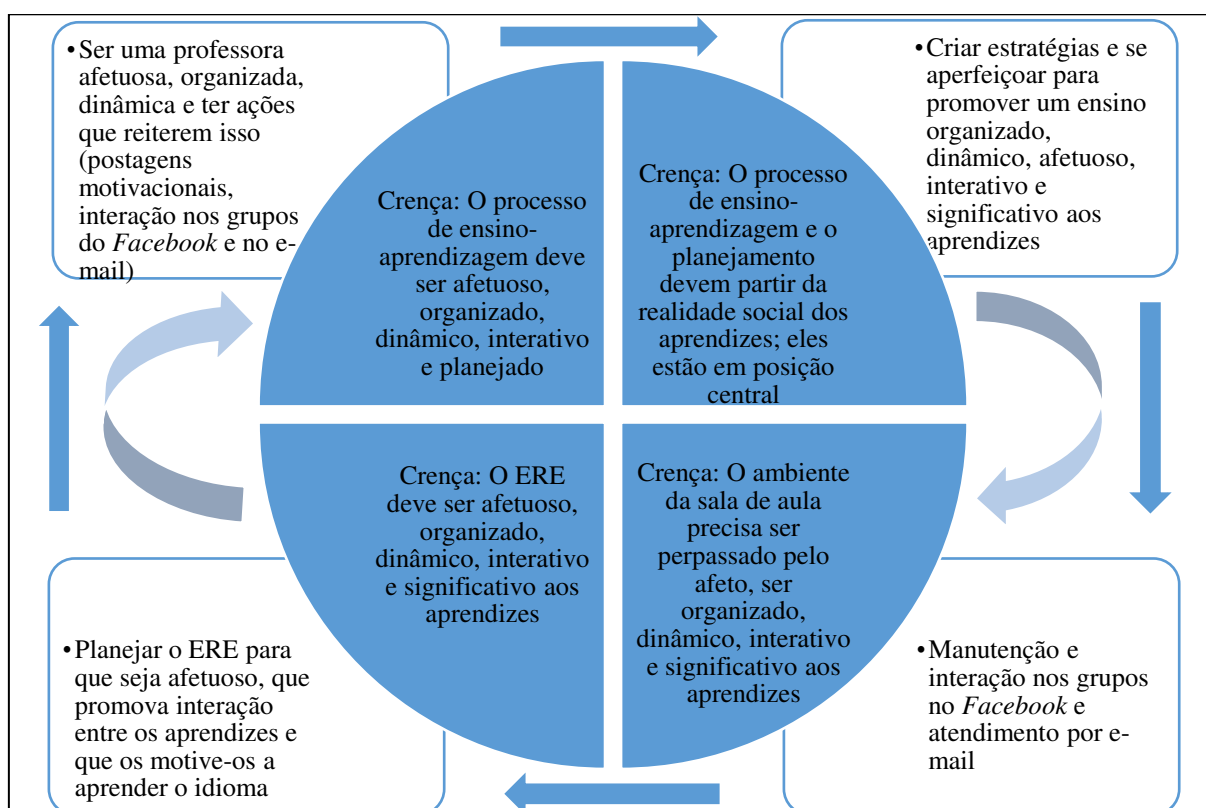 •Ser uma professora
afetuosa, organizada,
dinâmica e ter ações
que reiterem isso
(postagens
motivacionais,
interação nos grupos
do Facebook e no e-
mail)
•Criar estratégias e se
aperfeiçoar para
promover um ensino
organizado,
dinâmico, afetuoso,
interativo e
significativo aos
aprendizes
Crença: O processo
de ensino-
aprendizagem deve
ser afetuoso,
organizado,
dinâmico, interativo
e planejado
Crença: O processo
de ensino-
aprendizagem e o
planejamento
devem partir da
realidade social dos
aprendizes; eles
estão em posição
central
Crença: O ERE
deve ser afetuoso,
organizado,
dinâmico, interativo
e significativo aos
aprendizes
Crença: O ambiente
da sala de aula
precisa ser
perpassado pelo
afeto, ser
organizado,
dinâmico, interativo
e significativo aos
aprendizes
•Planejar o ERE para
que seja afetuoso, que
promova interação
entre os aprendizes e
que os motive-os a
aprender o idioma
•Manutenção e
interação nos grupos
no Facebook e
atendimento por e-
mail